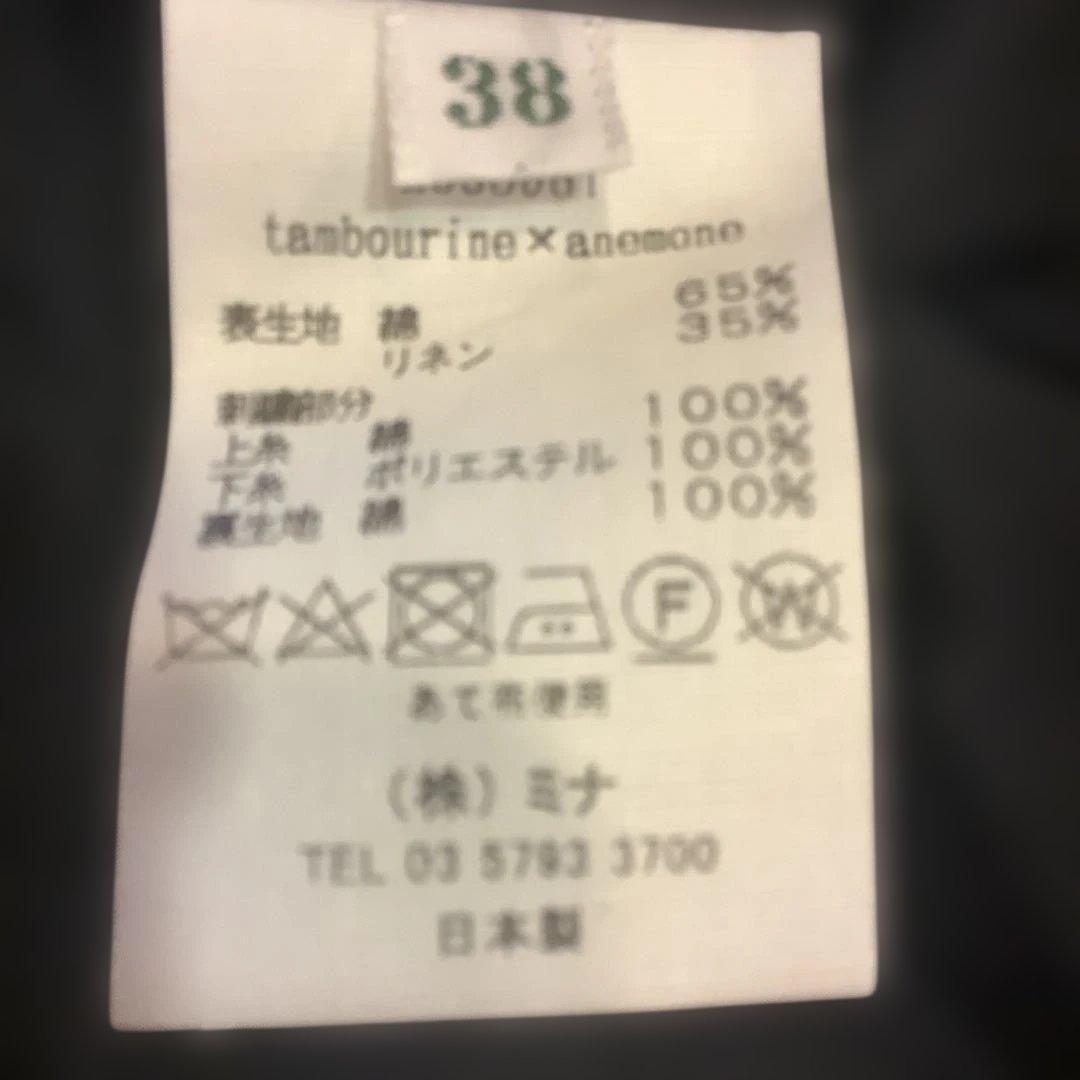 38
tambourine×anemone
表生地 綿 65%
リネン 35%
刺繍部分
上糸 綿 100%
下糸 ポリエステル 100%
裏生地 綿 100%
F W
あて布使用
(株)ミナ
TEL 03 5793 3700
日本製